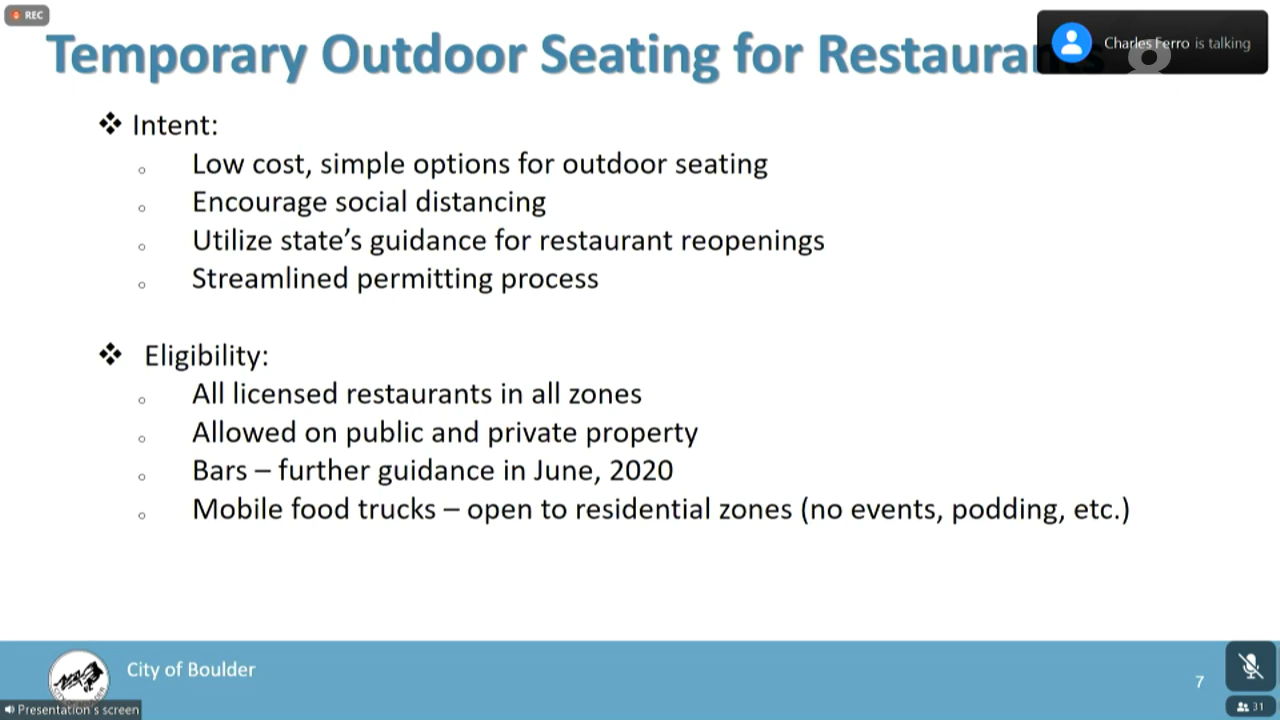 REC
Temporary Outdoor Seating for Restaurants
8
Charles Ferro is talking
❖ Intent:
○ Low cost, simple options for outdoor seating
○ Encourage social distancing
○ Utilize state's guidance for restaurant reopenings
○ Streamlined permitting process
❖ Eligibility:
○ All licensed restaurants in all zones
○ Allowed on public and private property
○ Bars – further guidance in June, 2020
○ Mobile food trucks – open to residential zones (no events, podding, etc.)
City of Boulder
7
Presentation's screen
31